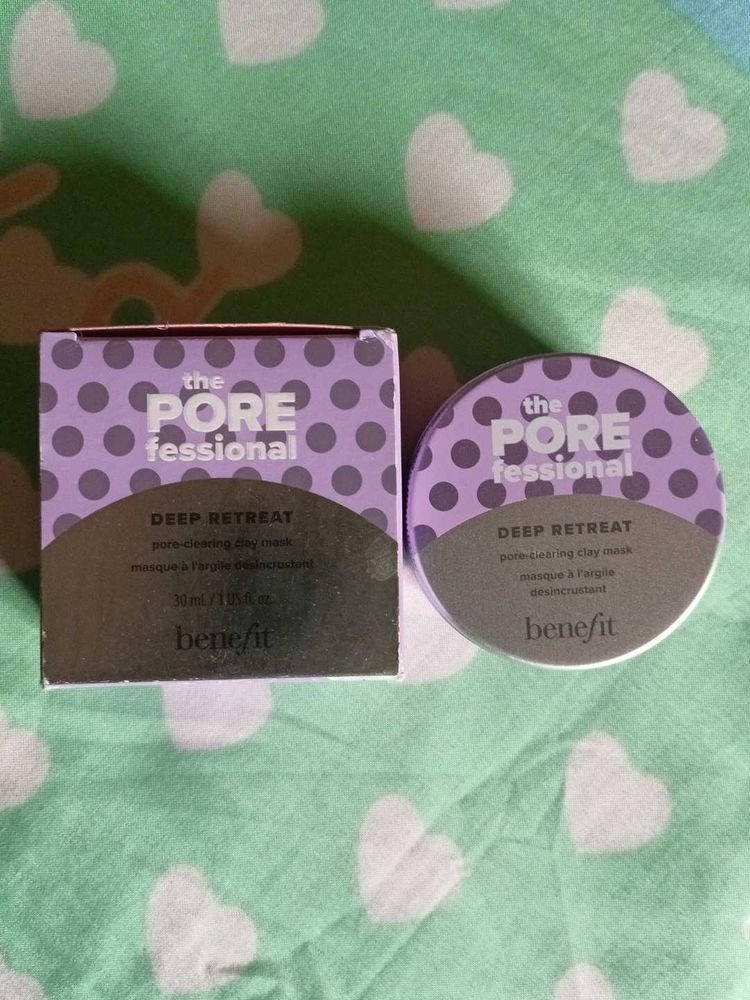 the
PORE
fessional
DEEP RETREAT
pore-clearing clay mask
masque à l'argile désincrustant
30 mL / 1.05 fl. oz.
benefit
the
PORE
fessional
DEEP RETREAT
pore-clearing clay mask
masque à l'argile
désincrustant
benefit